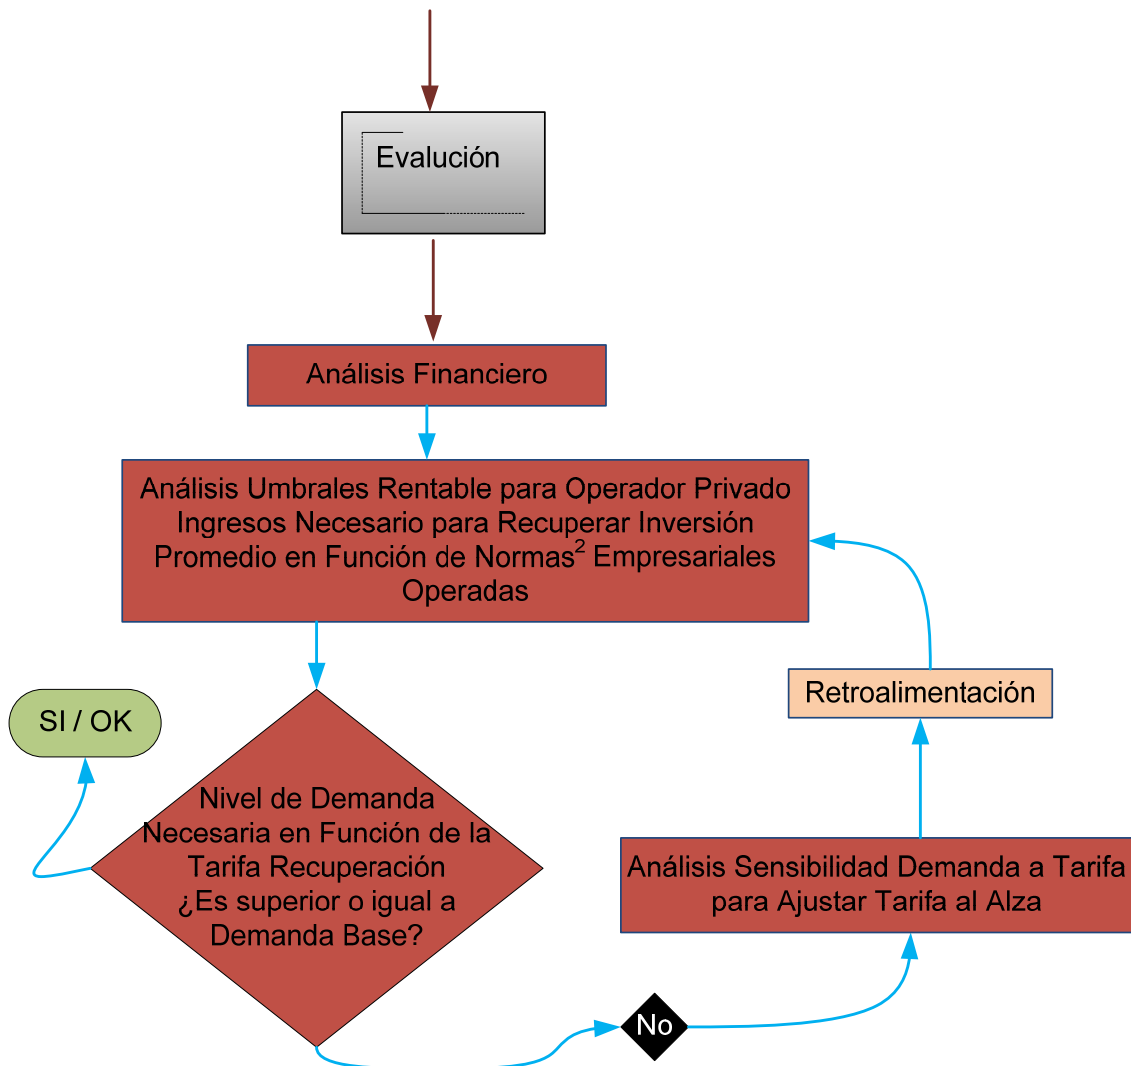 Evalución
Análisis Financiero
Análisis Umbrales Rentable para Operador Privado
Ingresos Necesario para Recuperar Inversión
Promedio en Función de Normas² Empresariales
Operadas
SI / OK
Nivel de Demanda
Necesaria en Función de la
Tarifa Recuperación
¿Es superior o igual a
Demanda Base?
Retroalimentación
Análisis Sensibilidad Demanda a Tarifa
para Ajustar Tarifa al Alza
No